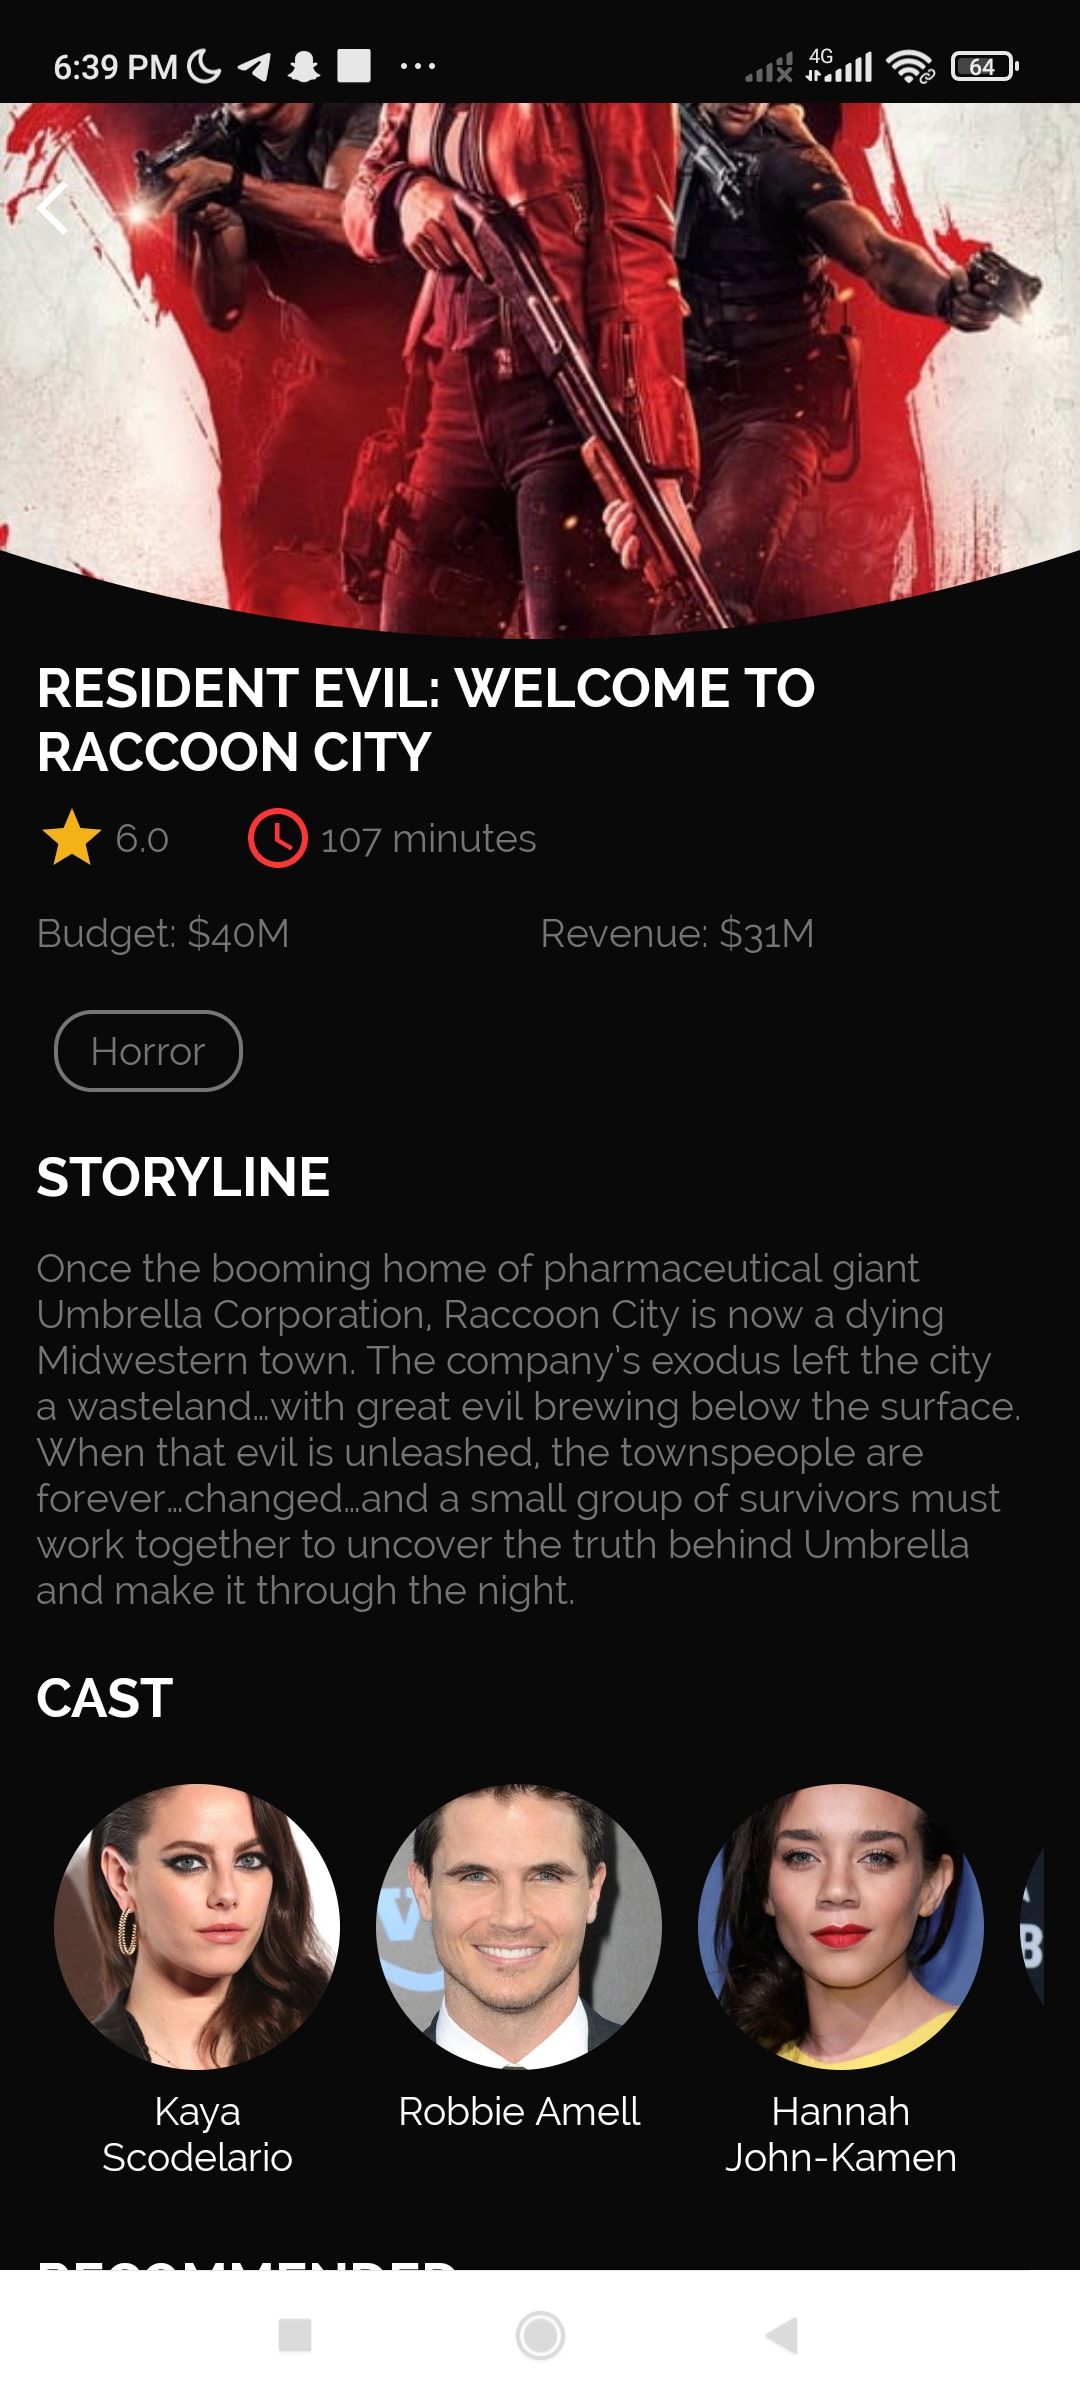 6:39 PM
4G
64
RESIDENT EVIL: WELCOME TO
RACCOON CITY
6.0
107 minutes
Budget: $40M
Revenue: $31M
Horror
STORYLINE
Once the booming home of pharmaceutical giant
Umbrella Corporation, Raccoon City is now a dying
Midwestern town. The company’s exodus left the city
a wasteland…with great evil brewing below the surface.
When that evil is unleashed, the townspeople are
forever…changed…and a small group of survivors must
work together to uncover the truth behind Umbrella
and make it through the night.
CAST
Kaya
Scodelario
Robbie Amell
Hannah
John-Kamen
RECOMMENDED